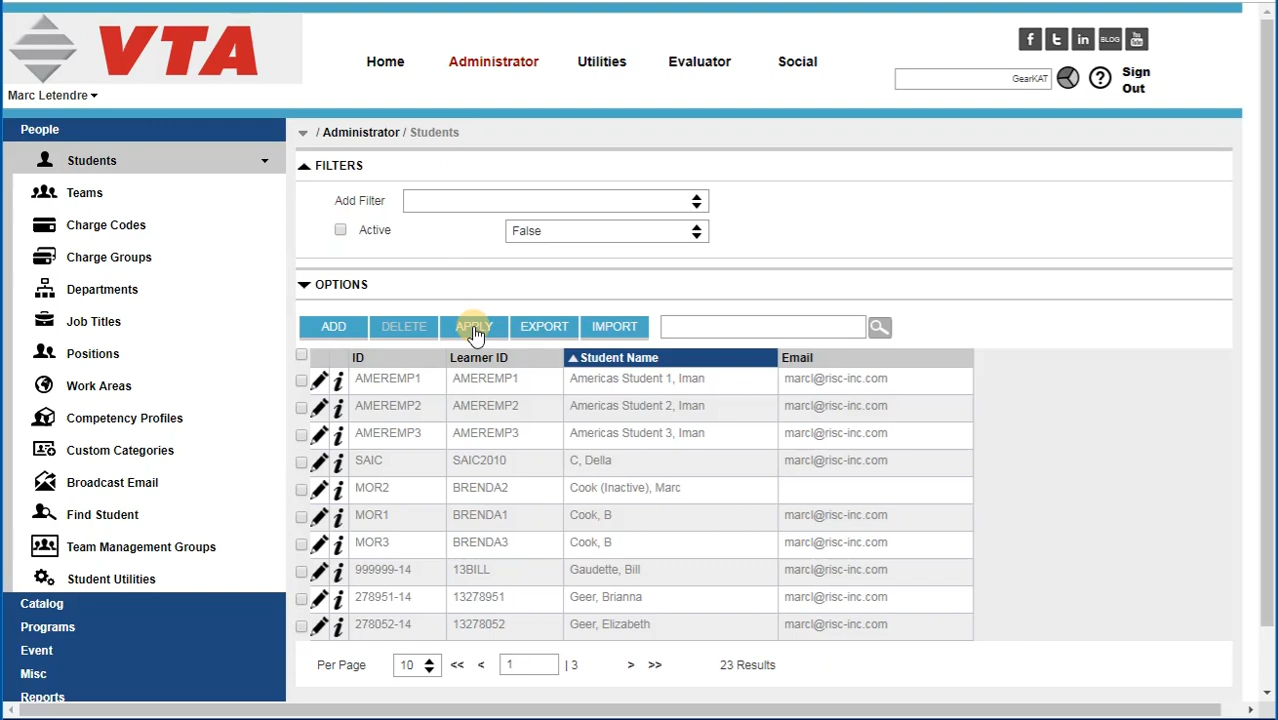 VTA
Home Administrator Utilities Evaluator Social
BLOG
GearKAT
Sign Out
Marc Letendre
People
Students
Teams
Charge Codes
Charge Groups
Departments
Job Titles
Positions
Work Areas
Competency Profiles
Custom Categories
Broadcast Email
Find Student
Team Management Groups
Student Utilities
Catalog
Programs
Event
Misc
Reports
/ Administrator / Students
FILTERS
Add Filter
Active False
OPTIONS
ADD DELETE APPLY EXPORT IMPORT
ID Learner ID Student Name Email
AMEREMP1 AMEREMP1 Americas Student 1, Iman marcl@risc-inc.com
AMEREMP2 AMEREMP2 Americas Student 2, Iman marcl@risc-inc.com
AMEREMP3 AMEREMP3 Americas Student 3, Iman marcl@risc-inc.com
SAIC SAIC2010 C, Della marcl@risc-inc.com
MOR2 BRENDA2 Cook (Inactive), Marc
MOR1 BRENDA1 Cook, B marcl@risc-inc.com
MOR3 BRENDA3 Cook, B marcl@risc-inc.com
999999-14 13BILL Gaudette, Bill marcl@risc-inc.com
278951-14 13278951 Geer, Brianna marcl@risc-inc.com
278052-14 13278052 Geer, Elizabeth marcl@risc-inc.com
Per Page 10 << < 1 | 3 > >> 23 Results